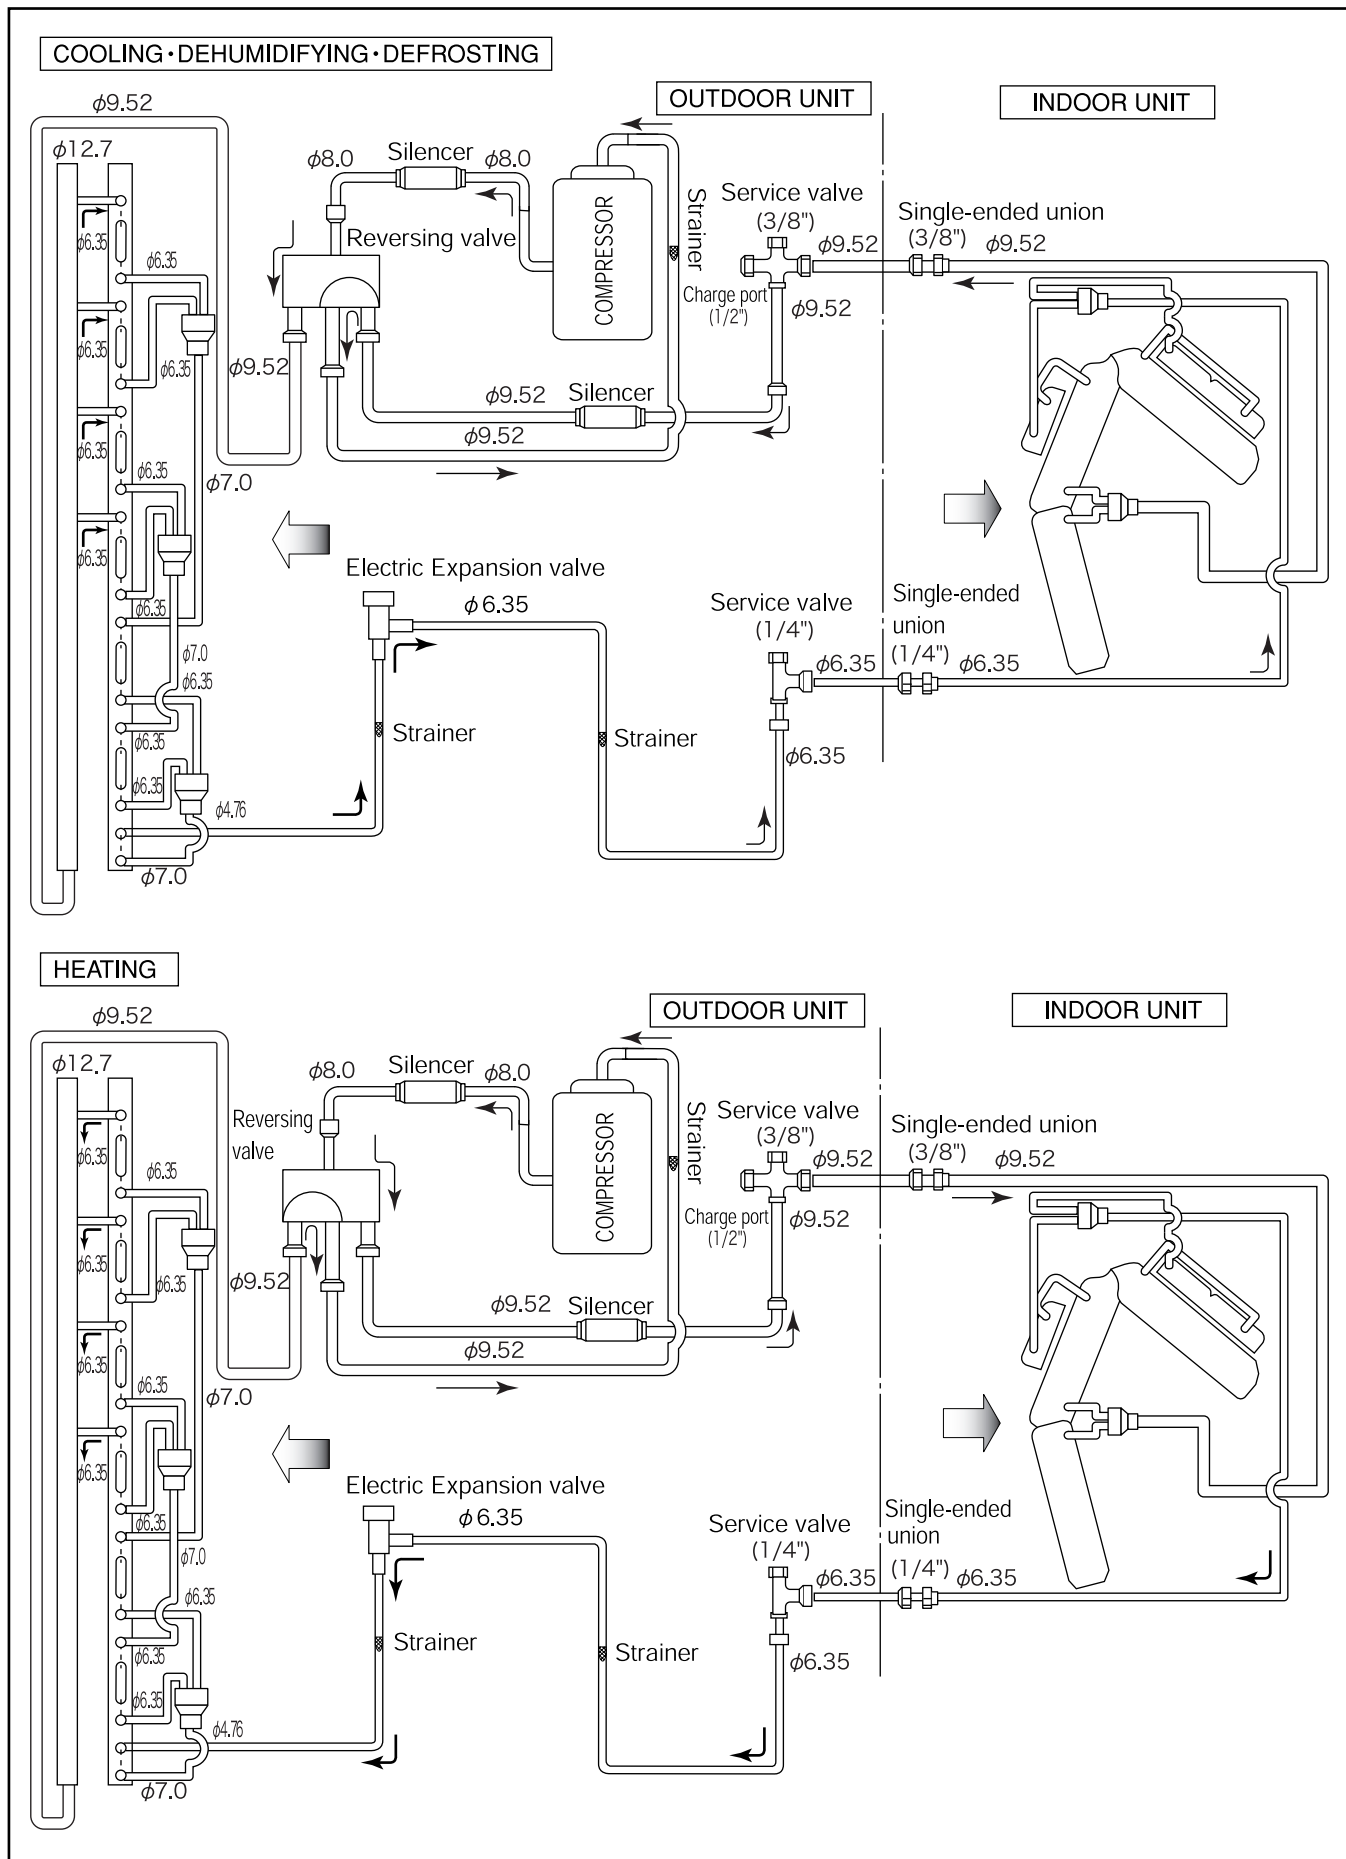 COOLING・DEHUMIDIFYING・DEFROSTING
OUTDOOR UNIT
INDOOR UNIT
φ9.52
φ12.7
φ8.0
Silencer
φ8.0
Reversing valve
COMPRESSOR
Strainer
Service valve
(3/8")
φ9.52
Single-ended union
(3/8")
φ9.52
Charge port
(1/2")
φ9.52
φ6.35
φ6.35
φ6.35
φ6.35
φ9.52
φ9.52
Silencer
φ9.52
φ6.35
φ6.35
φ7.0
φ6.35
Electric Expansion valve
φ6.35
φ6.35
φ7.0
φ6.35
Service valve
(1/4")
Single-ended
union
(1/4")
φ6.35
φ6.35
Strainer
Strainer
φ6.35
φ6.35
φ6.35
φ4.76
φ7.0
HEATING
OUTDOOR UNIT
INDOOR UNIT
φ9.52
φ12.7
φ8.0
Silencer
φ8.0
Reversing
valve
COMPRESSOR
Strainer
Service valve
(3/8")
φ9.52
Single-ended union
(3/8")
φ9.52
Charge port
(1/2")
φ9.52
φ6.35
φ6.35
φ6.35
φ6.35
φ9.52
φ9.52
Silencer
φ9.52
φ6.35
φ6.35
φ7.0
φ6.35
Electric Expansion valve
φ6.35
φ6.35
φ7.0
φ6.35
Service valve
(1/4")
Single-ended
union
(1/4")
φ6.35
φ6.35
Strainer
Strainer
φ6.35
φ6.35
φ6.35
φ4.76
φ7.0